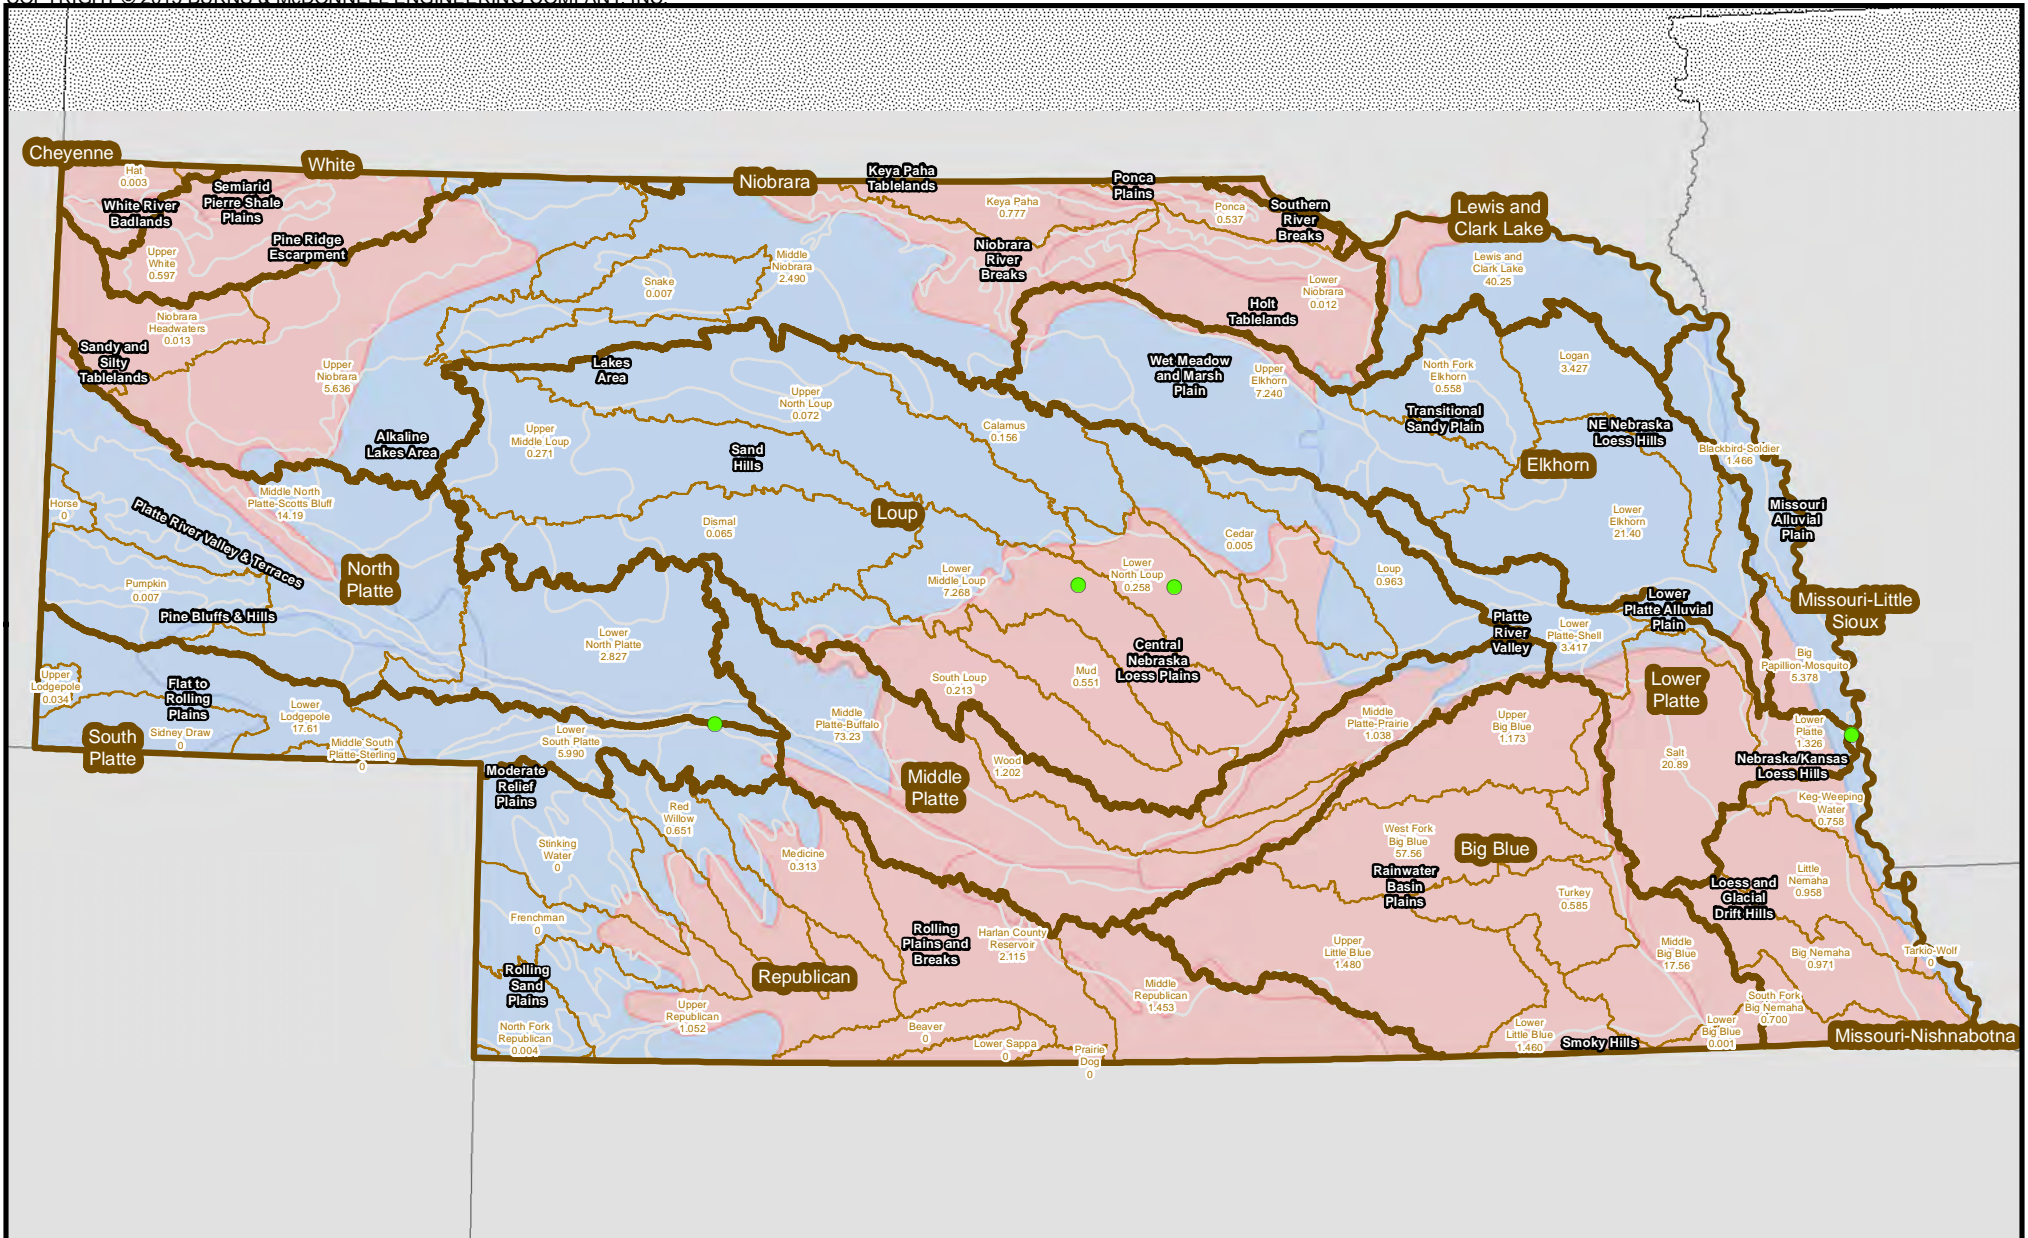 COPYRIGHT © 2015 BURNS & McDONNELL ENGINEERING COMPANY, INC.
Cheyenne
White
Hat
0.003
Semiarid
Pierre Shale
Plains
White River
Badlands
Pine Ridge
Escarpment
Upper
White
0.597
Niobrara
Headwaters
0.013
Sandy and
Silty
Tablelands
Upper
Niobrara
5.636
Niobrara
Keya Paha
Tablelands
Keya Paha
0.777
Ponca
Plains
Ponca
0.537
Southern
River
Breaks
Lewis and
Clark Lake
Lewis and
Clark Lake
40.25
Niobrara
River
Breaks
Middle
Niobrara
2.490
Snake
0.007
Lower
Niobrara
0.012
Holt
Tablelands
Lakes
Area
Wet Meadow
and Marsh
Plain
Upper
Elkhorn
7.240
North Fork
Elkhorn
0.558
Logan
3.427
Transitional
Sandy Plain
NE Nebraska
Loess Hills
Elkhorn
Blackbird-Soldier
1.466
Upper
North Loup
0.072
Calamus
0.156
Upper
Middle Loup
0.271
Sand
Hills
Alkaline
Lakes Area
Middle North
Platte-Scotts Bluff
14.19
Horse
0
Platte River Valley & Terraces
Loup
Dismal
0.065
Cedar
0.005
Lower
Elkhorn
21.40
Missouri
Alluvial
Plain
North
Platte
Pumpkin
0.007
Pine Bluffs & Hills
Lower
Middle Loup
7.268
Lower
North Loup
0.258
Loup
0.963
Platte
River
Valley
Lower
Platte-Shell
3.417
Lower
Platte Alluvial
Plain
Missouri-Little
Sioux
Lower
North Platte
2.827
Central
Nebraska
Loess Plains
Mud
0.551
South Loup
0.213
Big
Papillion-Mosquito
5.378
Lower
Platte
Upper
Lodgepole
0.034
Flat to
Rolling
Plains
Lower
Lodgepole
17.61
Sidney Draw
0
Middle South
Platte-Sterling
0
South
Platte
Lower
South Platte
5.990
Middle
Platte-Buffalo
73.23
Middle
Platte-Prairie
1.038
Upper
Big Blue
1.173
Salt
20.89
Lower
Platte
1.326
Nebraska/Kansas
Loess Hills
Moderate
Relief
Plains
Wood
1.202
Middle
Platte
Keg-Weeping
Water
0.758
Red
Willow
0.651
Stinking
Water
0
Medicine
0.313
West Fork
Big Blue
57.56
Big Blue
Rainwater
Basin
Plains
Turkey
0.585
Loess and
Glacial
Drift Hills
Little
Nemaha
0.958
Frenchman
0
Rolling
Plains and
Breaks
Harlan County
Reservoir
2.115
Upper
Little Blue
1.480
Middle
Big Blue
17.56
Big Nemaha
0.971
Tarkio-Wolf
0
Rolling
Sand
Plains
Republican
Upper
Republican
1.052
Middle
Republican
1.453
South Fork
Big Nemaha
0.700
North Fork
Republican
0.004
Beaver
0
Lower Sappa
0
Prairie
Dog
0
Lower
Little Blue
1.460
Smoky Hills
Lower
Big Blue
0.001
Missouri-Nishnabotna